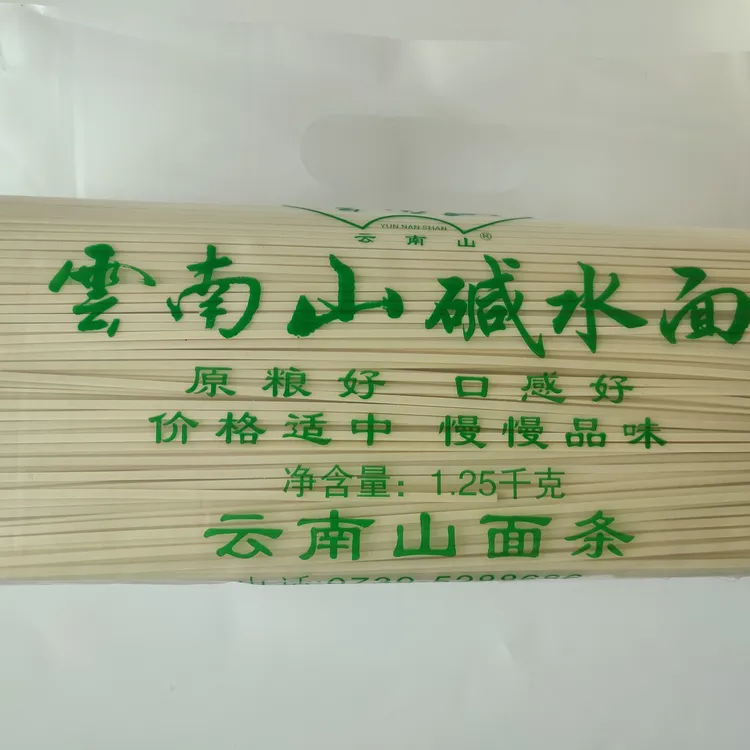 YUN NAN SHAN
云南山®
雲南山碱水面
原粮好 口感好
价格适中 慢慢品味
净含量：1.25千克
云南山面条